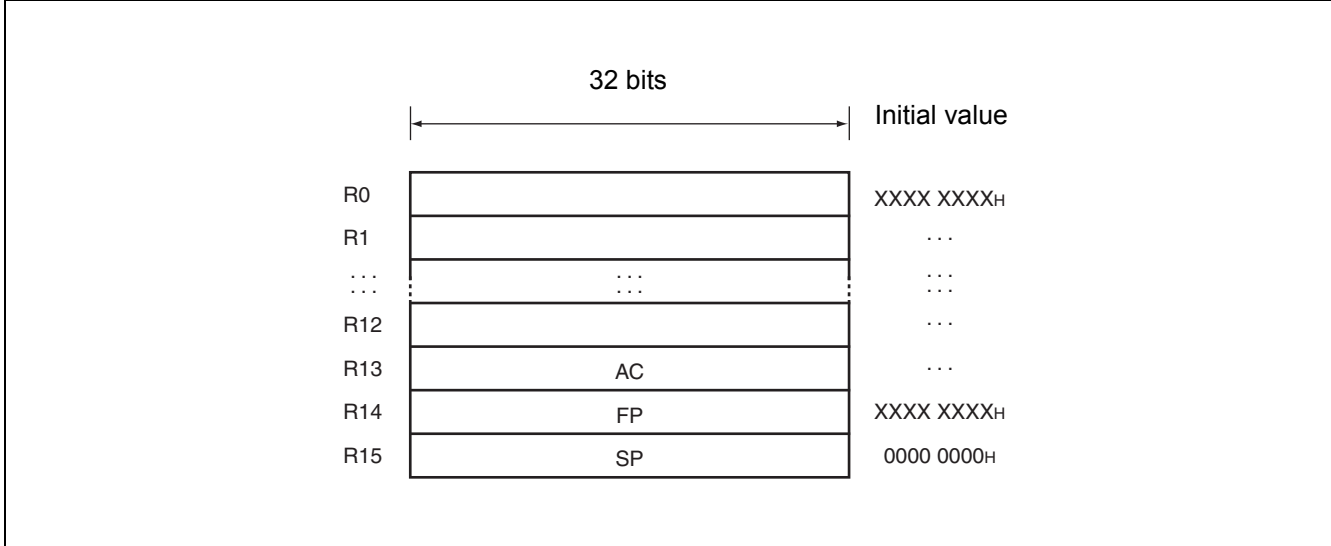 32 bits
Initial value
R0 XXXX XXXXH
R1 ...
... ... ...
... ... ...
R12 ...
R13 AC ...
R14 FP XXXX XXXXH
R15 SP 0000 0000H